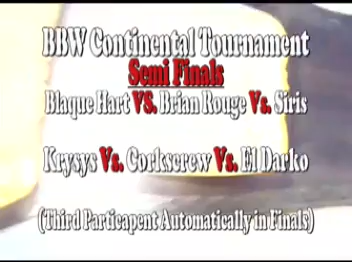 BBW Continental Tournament
Semi Finals
Blaque Hart VS. Brian Rouge Vs. Siris
Krysys Vs. Corkscrew Vs. El Darko
(Third Particapent Automatically in Finals)